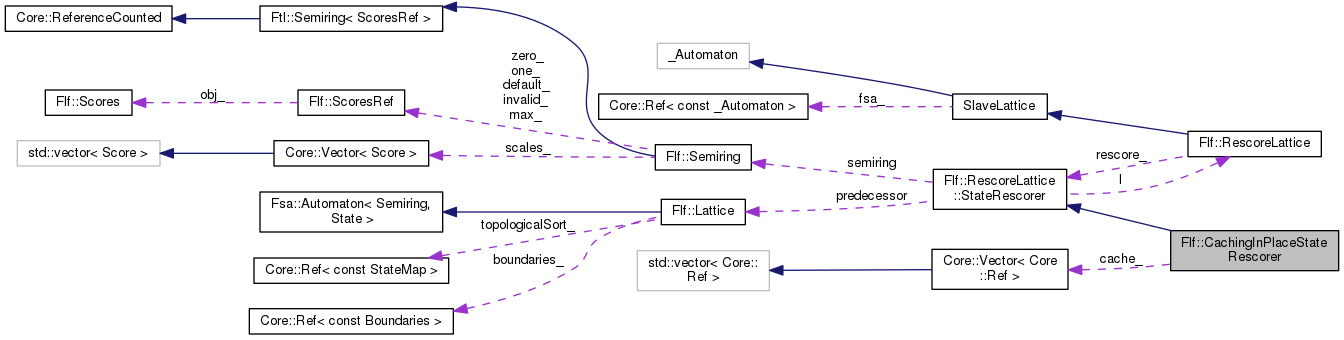 Core::ReferenceCounted
Ftl::Semiring< ScoresRef >
zero_
one_
default_
invalid_
max_
_Automaton
Flf::Scores
obj_
Flf::ScoresRef
Core::Ref< const _Automaton >
fsa_
SlaveLattice
std::vector< Score >
Core::Vector< Score >
scales_
Flf::Semiring
semiring
rescore_
Flf::RescoreLattice
Flf::RescoreLattice
::StateRescorer
l
Fsa::Automaton< Semiring,
State >
topologicalSort_
Flf::Lattice
predecessor
Flf::CachingInPlaceState
Rescorer
Core::Ref< const StateMap >
boundaries_
std::vector< Core::
Ref >
Core::Vector< Core
::Ref >
cache_
Core::Ref< const Boundaries >